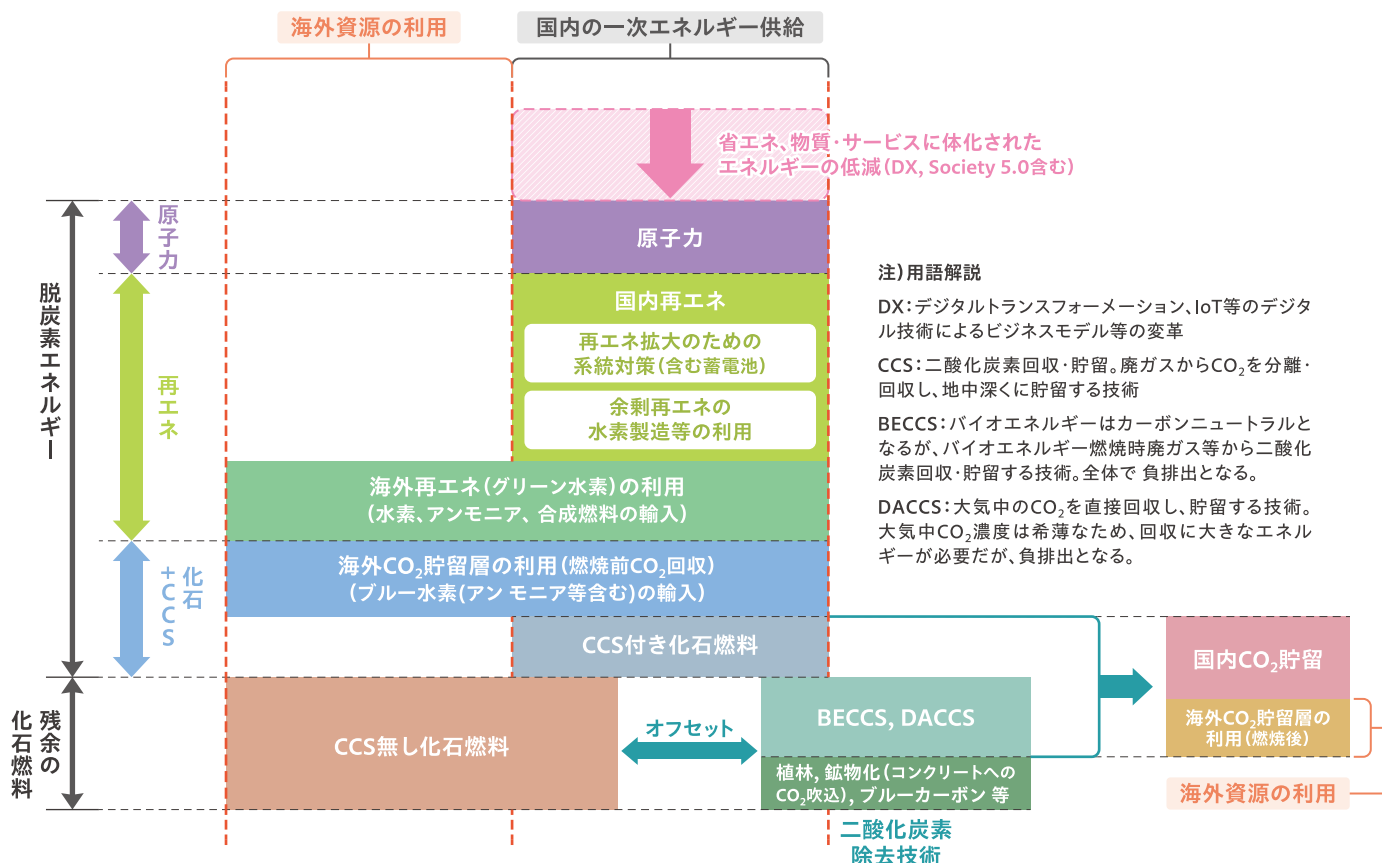 海外資源の利用
国内の一次エネルギー供給
省エネ、物質・サービスに体化された
エネルギーの低減(DX, Society 5.0含む)
脱炭素エネルギー
原子力
原子力
再エネ
国内再エネ
再エネ拡大のための
系統対策(含む蓄電池)
余剰再エネの
水素製造等の利用
海外再エネ(グリーン水素)の利用
(水素、アンモニア、合成燃料の輸入)
化石
+CCS
海外CO₂貯留層の利用(燃焼前CO₂回収)
(ブルー水素(アン モニア等含む)の輸入)
CCS付き化石燃料
残余の
化石燃料
CCS無し化石燃料
オフセット
BECCS, DACCS
植林, 鉱物化(コンクリートへの
CO₂吹込), ブルーカーボン 等
二酸化炭素
除去技術
注)用語解説
DX:デジタルトランスフォーメーション、IoT等のデジタ
ル技術によるビジネスモデル等の変革
CCS:二酸化炭素回収・貯留。廃ガスからCO₂を分離・
回収し、地中深くに貯留する技術
BECCS:バイオエネルギーはカーボンニュートラルと
なるが、バイオエネルギー燃焼時廃ガス等から二酸化
炭素回収・貯留する技術。全体で 負排出となる。
DACCS:大気中のCO₂を直接回収し、貯留する技術。
大気中CO₂濃度は希薄なため、回収に大きなエネル
ギーが必要だが、負排出となる。
国内CO₂貯留
海外CO₂貯留層の
利用(燃焼後)
海外資源の利用